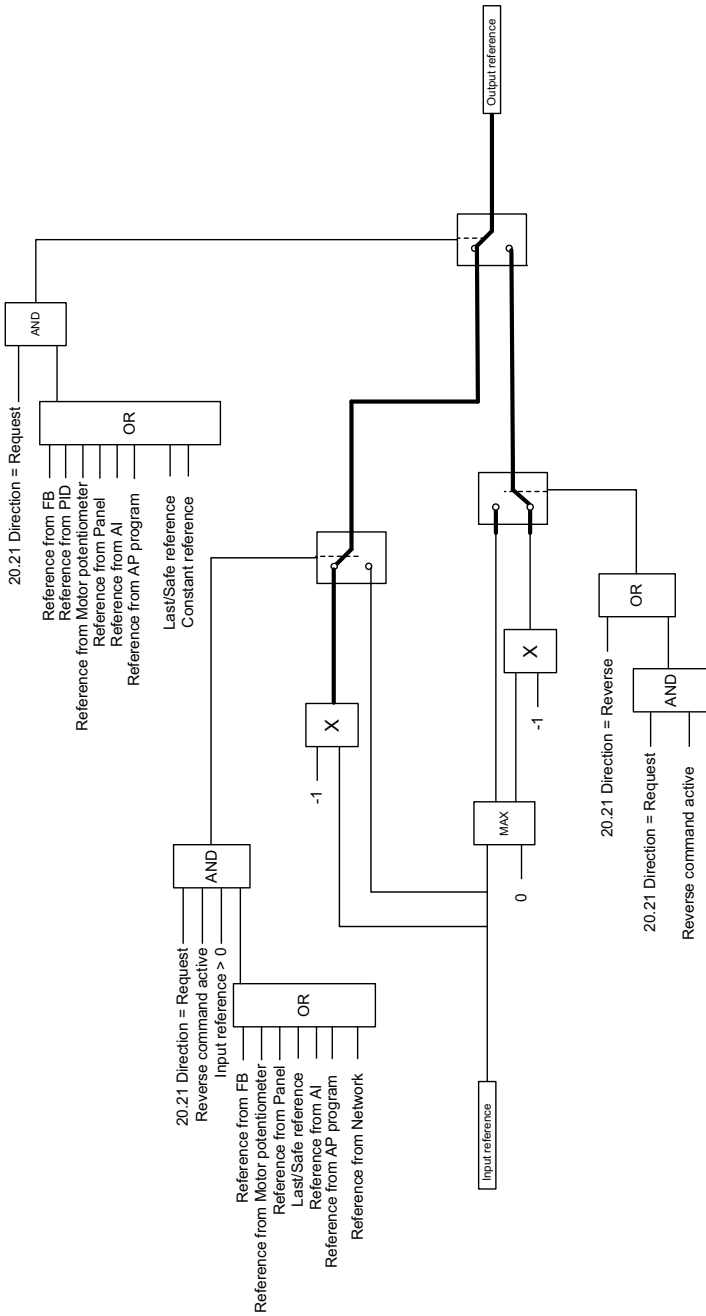 20.21 Direction = Request
AND
Reference from FB
Reference from PID
Reference from Motor potentiometer
Reference from Panel
Reference from AI
Reference from AP program
Last/Safe reference
Constant reference
OR
20.21 Direction = Request
Reverse command active
Input reference > 0
AND
Reference from FB
Reference from Motor potentiometer
Reference from Panel
Last/Safe reference
Reference from AI
Reference from AP program
Reference from Network
OR
-1
X
Input reference
0
MAX
-1
X
20.21 Direction = Reverse
OR
20.21 Direction = Request
Reverse command active
AND
Output reference